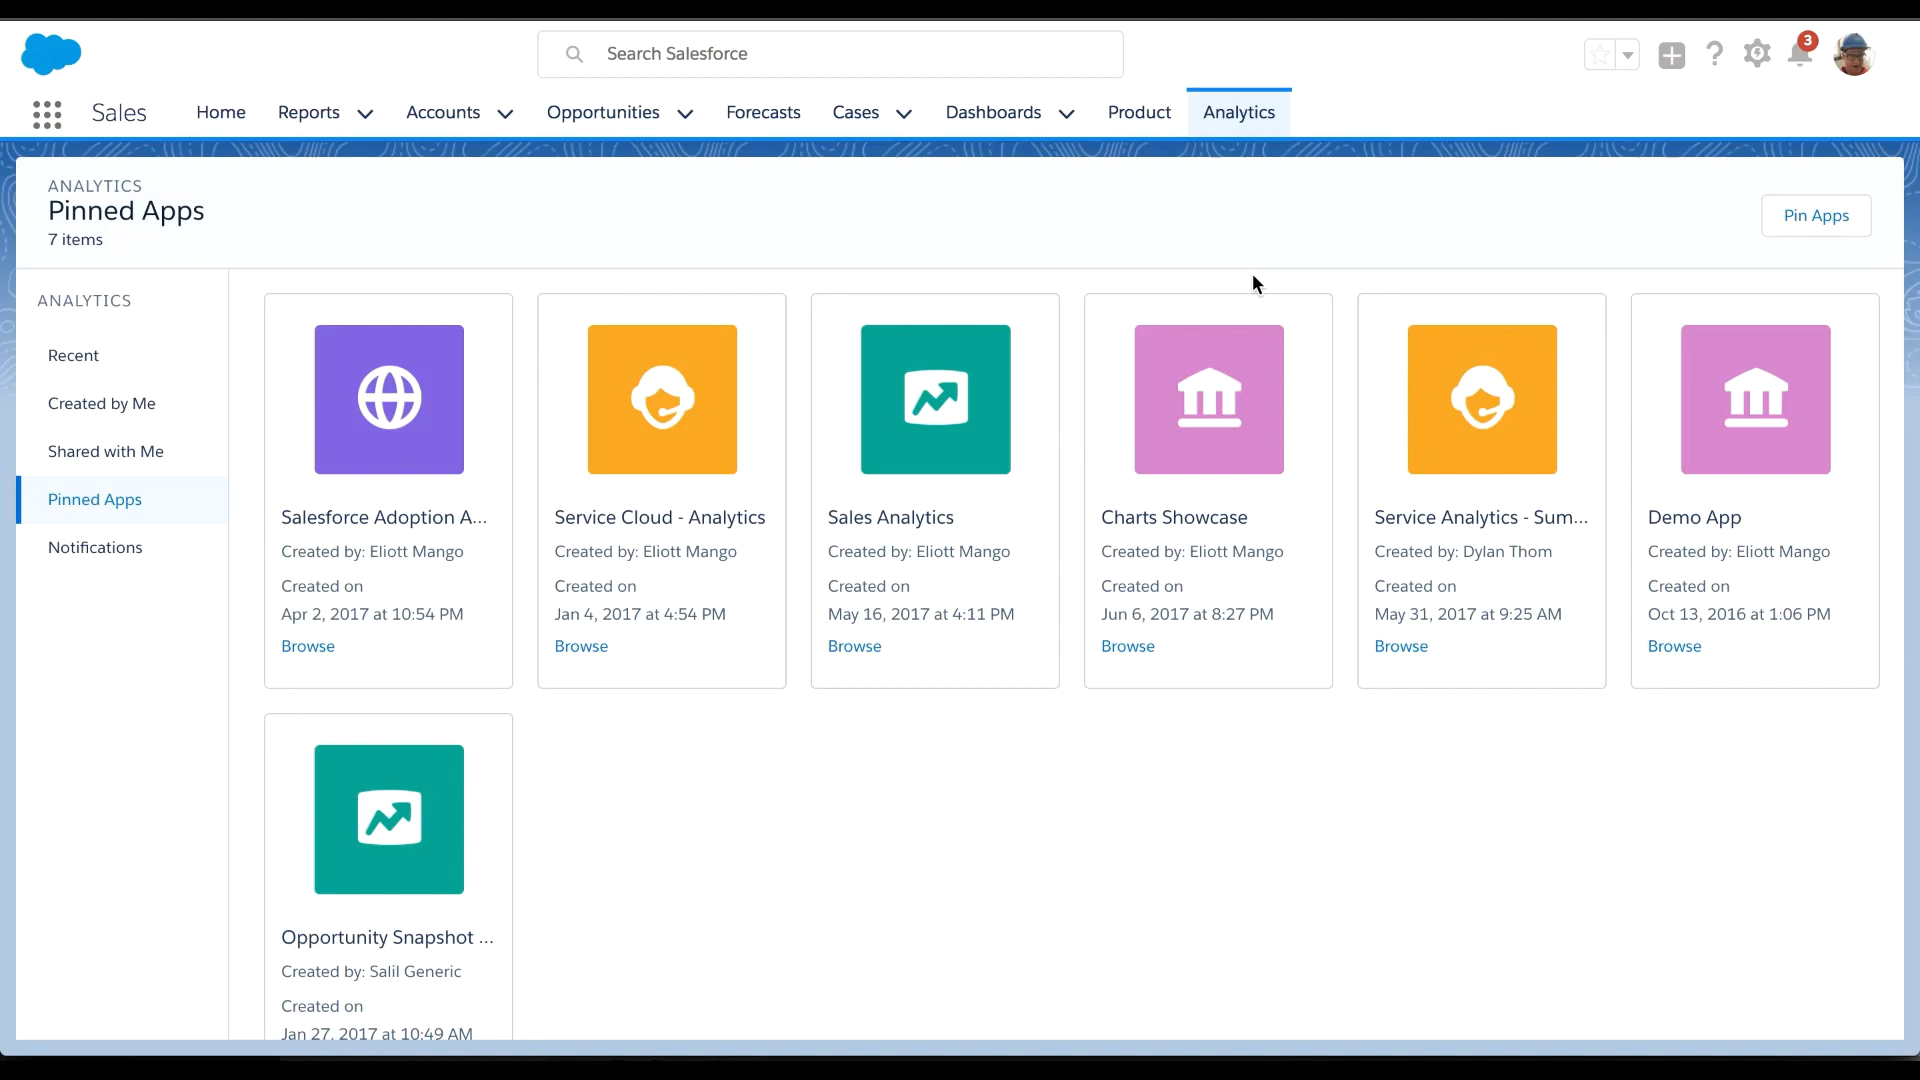 Search Salesforce
3
Sales Home Reports Accounts Opportunities Forecasts Cases Dashboards Product Analytics
ANALYTICS
Pinned Apps
7 items
Pin Apps
ANALYTICS
Recent
Created by Me
Shared with Me
Pinned Apps
Notifications
Salesforce Adoption A...
Created by: Eliott Mango
Created on
Apr 2, 2017 at 10:54 PM
Browse
Service Cloud - Analytics
Created by: Eliott Mango
Created on
Jan 4, 2017 at 4:54 PM
Browse
Sales Analytics
Created by: Eliott Mango
Created on
May 16, 2017 at 4:11 PM
Browse
Charts Showcase
Created by: Eliott Mango
Created on
Jun 6, 2017 at 8:27 PM
Browse
Service Analytics - Sum...
Created by: Dylan Thom
Created on
May 31, 2017 at 9:25 AM
Browse
Demo App
Created by: Eliott Mango
Created on
Oct 13, 2016 at 1:06 PM
Browse
Opportunity Snapshot ...
Created by: Salil Generic
Created on
Jan 27, 2017 at 10:49 AM